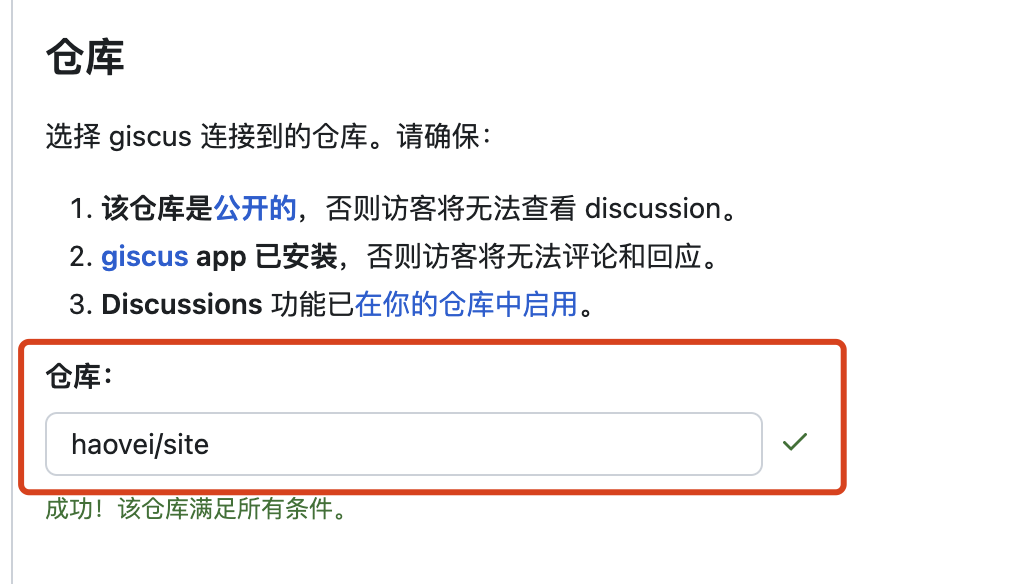 仓库
选择 giscus 连接到的仓库。请确保：
1. 该仓库是公开的，否则访客将无法查看 discussion。
2. giscus app 已安装，否则访客将无法评论和回应。
3. Discussions 功能已在你的仓库中启用。
仓库：
haovei/site
成功！该仓库满足所有条件。